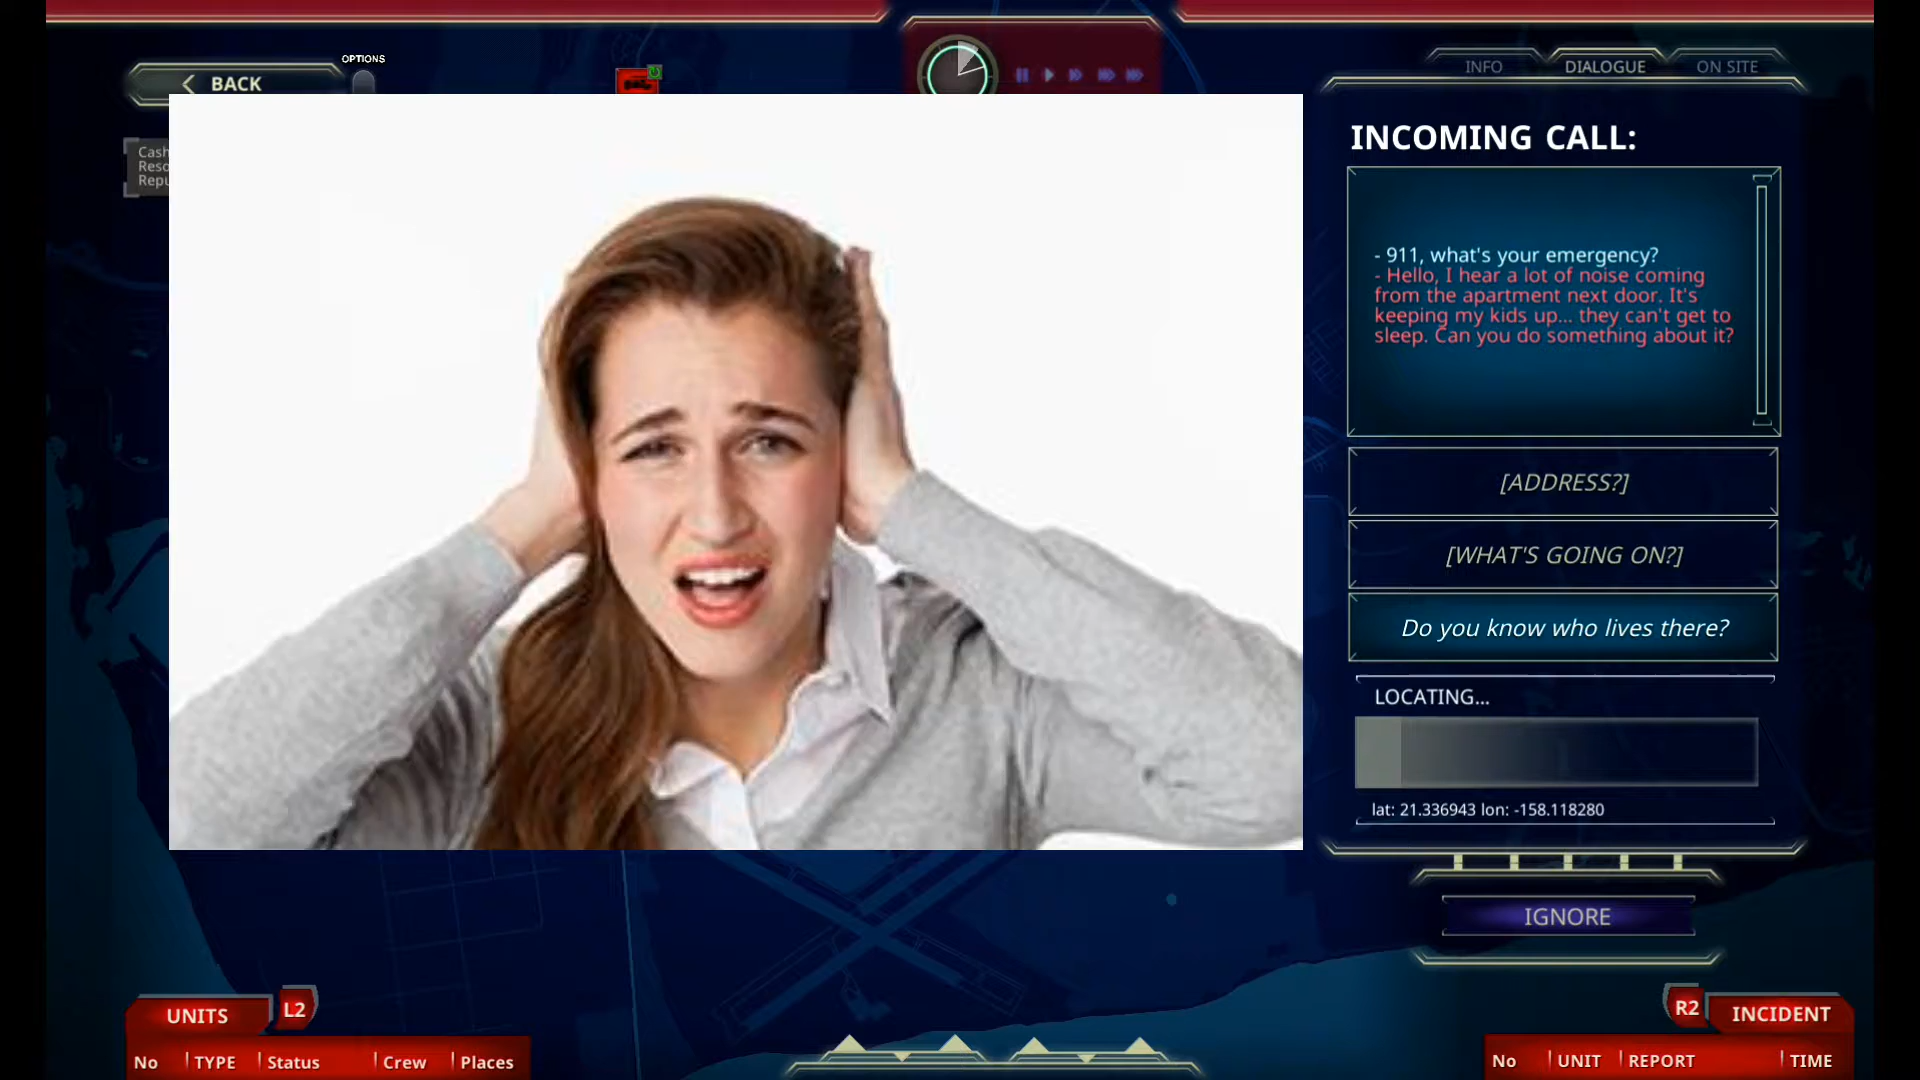 OPTIONS
BACK
Cash
Reso
Repu
INFO
DIALOGUE
ON SITE
INCOMING CALL:
- 911, what's your emergency?
- Hello, I hear a lot of noise coming
from the apartment next door. It's
keeping my kids up... they can't get to
sleep. Can you do something about it?
[ADDRESS?]
[WHAT'S GOING ON?]
Do you know who lives there?
LOCATING...
lat: 21.336943 lon: -158.118280
IGNORE
UNITS
L2
No TYPE Status Crew Places
R2
INCIDENT
No UNIT REPORT TIME